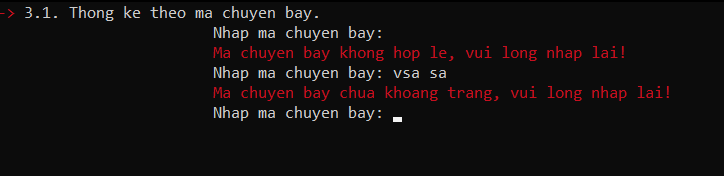 -> 3.1. Thong ke theo ma chuyen bay.
Nhap ma chuyen bay:
Ma chuyen bay khong hop le, vui long nhap lai!
Nhap ma chuyen bay: vsa sa
Ma chuyen bay chua khoang trang, vui long nhap lai!
Nhap ma chuyen bay: